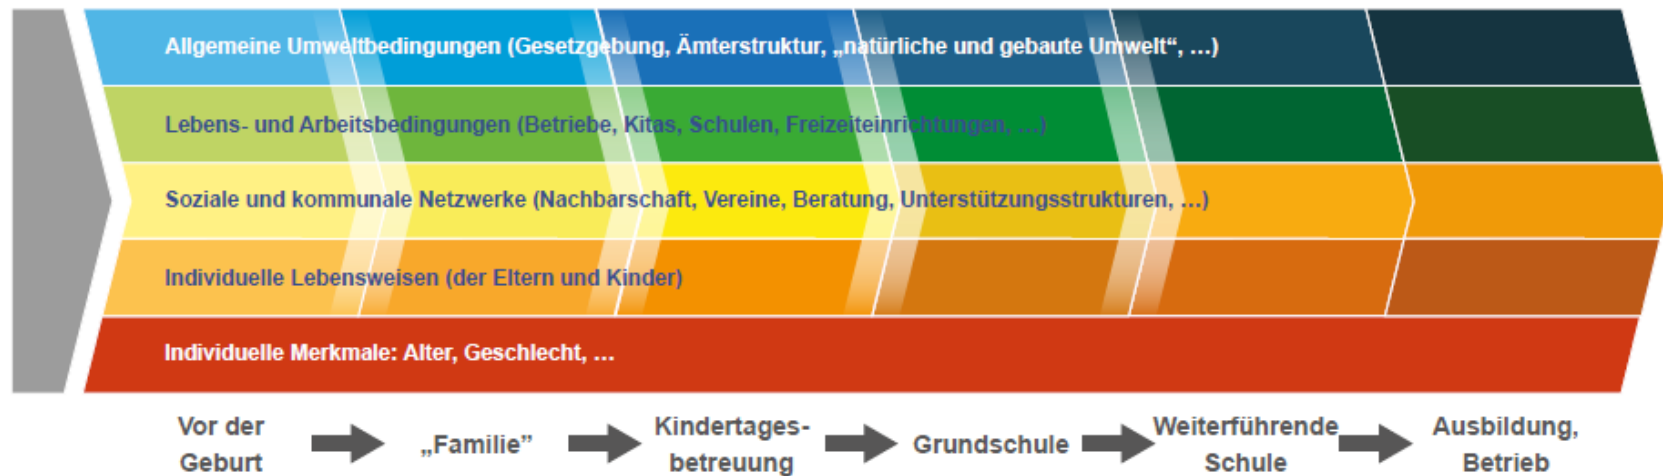 Allgemeine Umweltbedingungen (Gesetzgebung, Ämterstruktur, „natürliche und gebaute Umwelt“, …)
Lebens- und Arbeitsbedingungen (Betriebe, Kitas, Schulen, Freizeiteinrichtungen, …)
Soziale und kommunale Netzwerke (Nachbarschaft, Vereine, Beratung, Unterstützungsstrukturen, …)
Individuelle Lebensweisen (der Eltern und Kinder)
Individuelle Merkmale: Alter, Geschlecht, …
Vor der
Geburt
„Familie”
Kindertages-
betreuung
Grundschule
Weiterführende
Schule
Ausbildung,
Betrieb